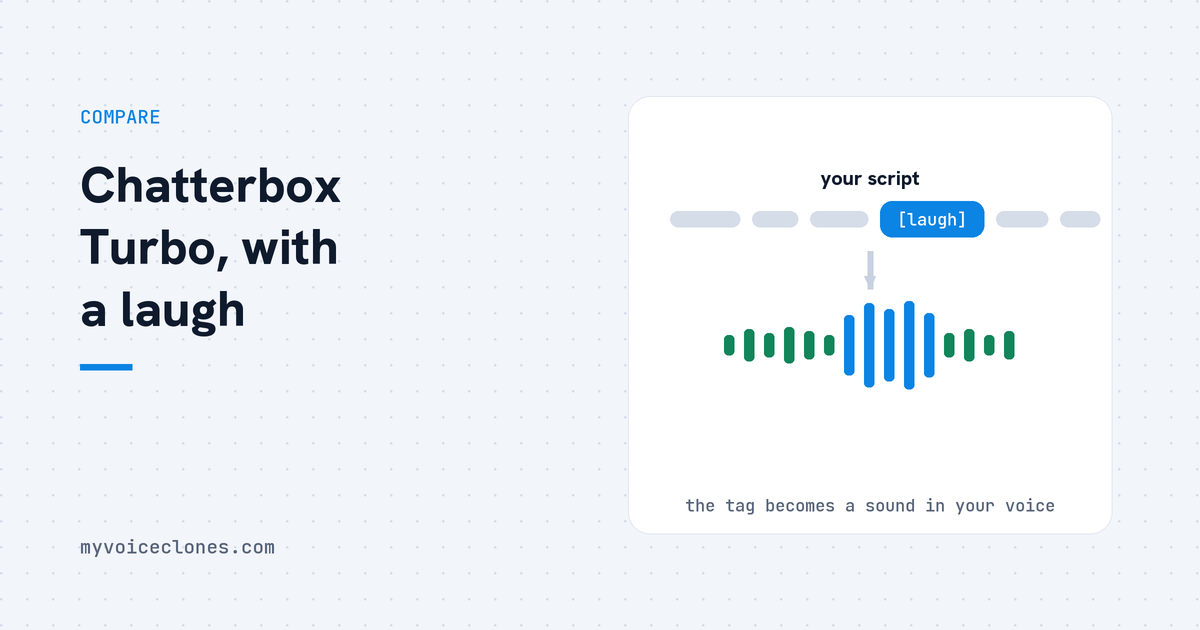 COMPARE
Chatterbox
Turbo, with
a laugh
myvoiceclones.com
your script
[laugh]
the tag becomes a sound in your voice